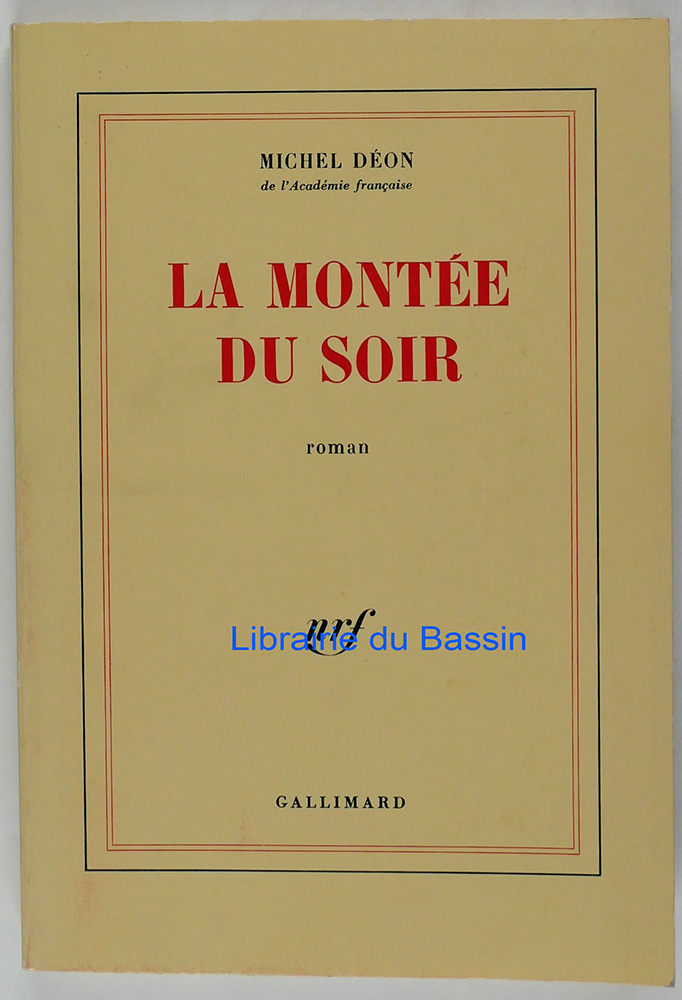 MICHEL DÉON
de l'Académie française
LA MONTÉE
DU SOIR
roman
nrf
Librairie du Bassin
GALLIMARD